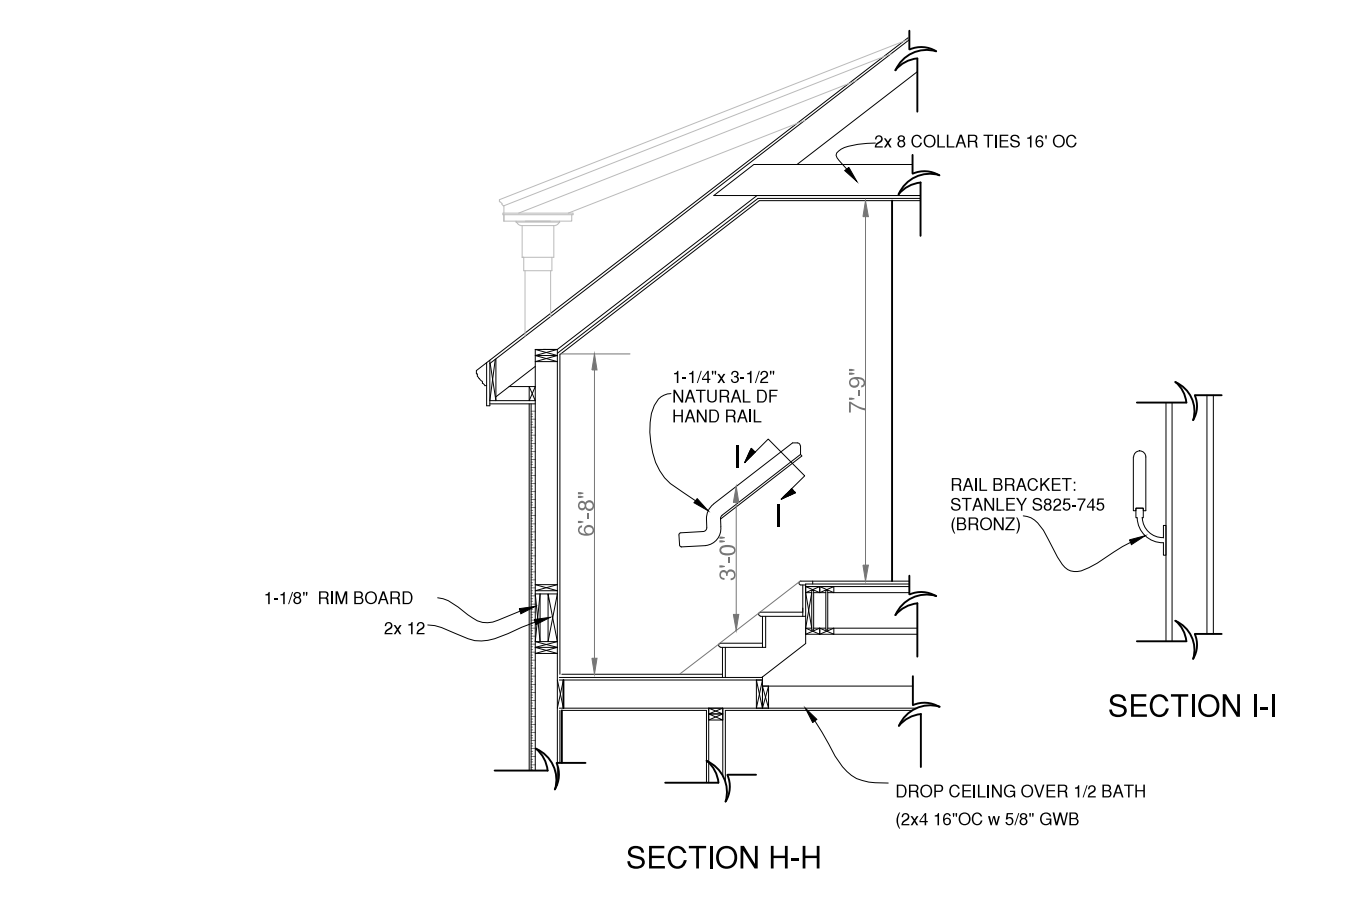 2x 8 COLLAR TIES 16' OC
1-1/4"x 3-1/2"
NATURAL DF
HAND RAIL
7'-9"
I
I
6'-8"
3'-0"
RAIL BRACKET:
STANLEY S825-745
(BRONZ)
1-1/8" RIM BOARD
2x 12
SECTION I-I
DROP CEILING OVER 1/2 BATH
(2x4 16"OC w 5/8" GWB
SECTION H-H